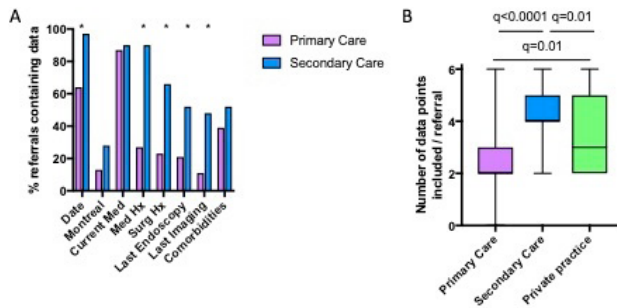 A
* * * * *
Primary Care
Secondary Care
% referrals containing data
100
80
60
40
20
0
Date
Montreal
Current Med
Med Hx
Surg Hx
Last Endoscopy
Last Imaging
Comorbidities
B
q<0.0001 q=0.01
q=0.01
Number of data points
included / referral
6
4
2
0
Primary Care
Secondary Care
Private practice